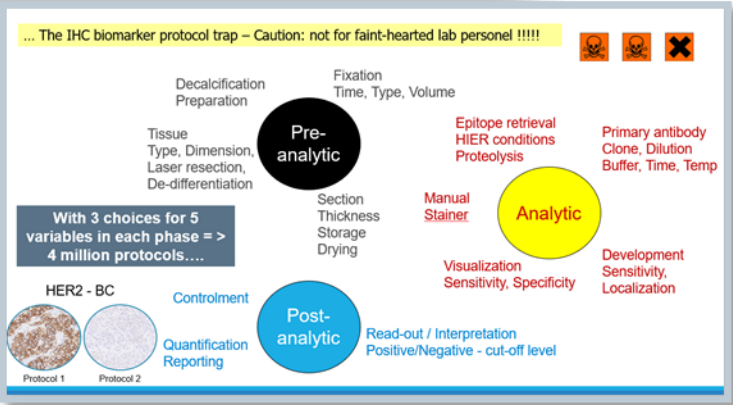 ... The IHC biomarker protocol trap – Caution: not for faint-hearted lab personel !!!!!
Decalcification
Preparation
Fixation
Time, Type, Volume
Tissue
Type, Dimension,
Laser resection,
De-differentiation
Pre-
analytic
Section
Thickness
Storage
Drying
Epitope retrieval
HIER conditions
Proteolysis
Primary antibody
Clone, Dilution
Buffer, Time, Temp
Manual
Stainer
Analytic
Visualization
Sensitivity, Specificity
Development
Sensitivity,
Localization
With 3 choices for 5
variables in each phase = >
4 million protocols....
HER2 - BC
Protocol 1
Protocol 2
Controlment
Quantification
Reporting
Post-
analytic
Read-out / Interpretation
Positive/Negative - cut-off level